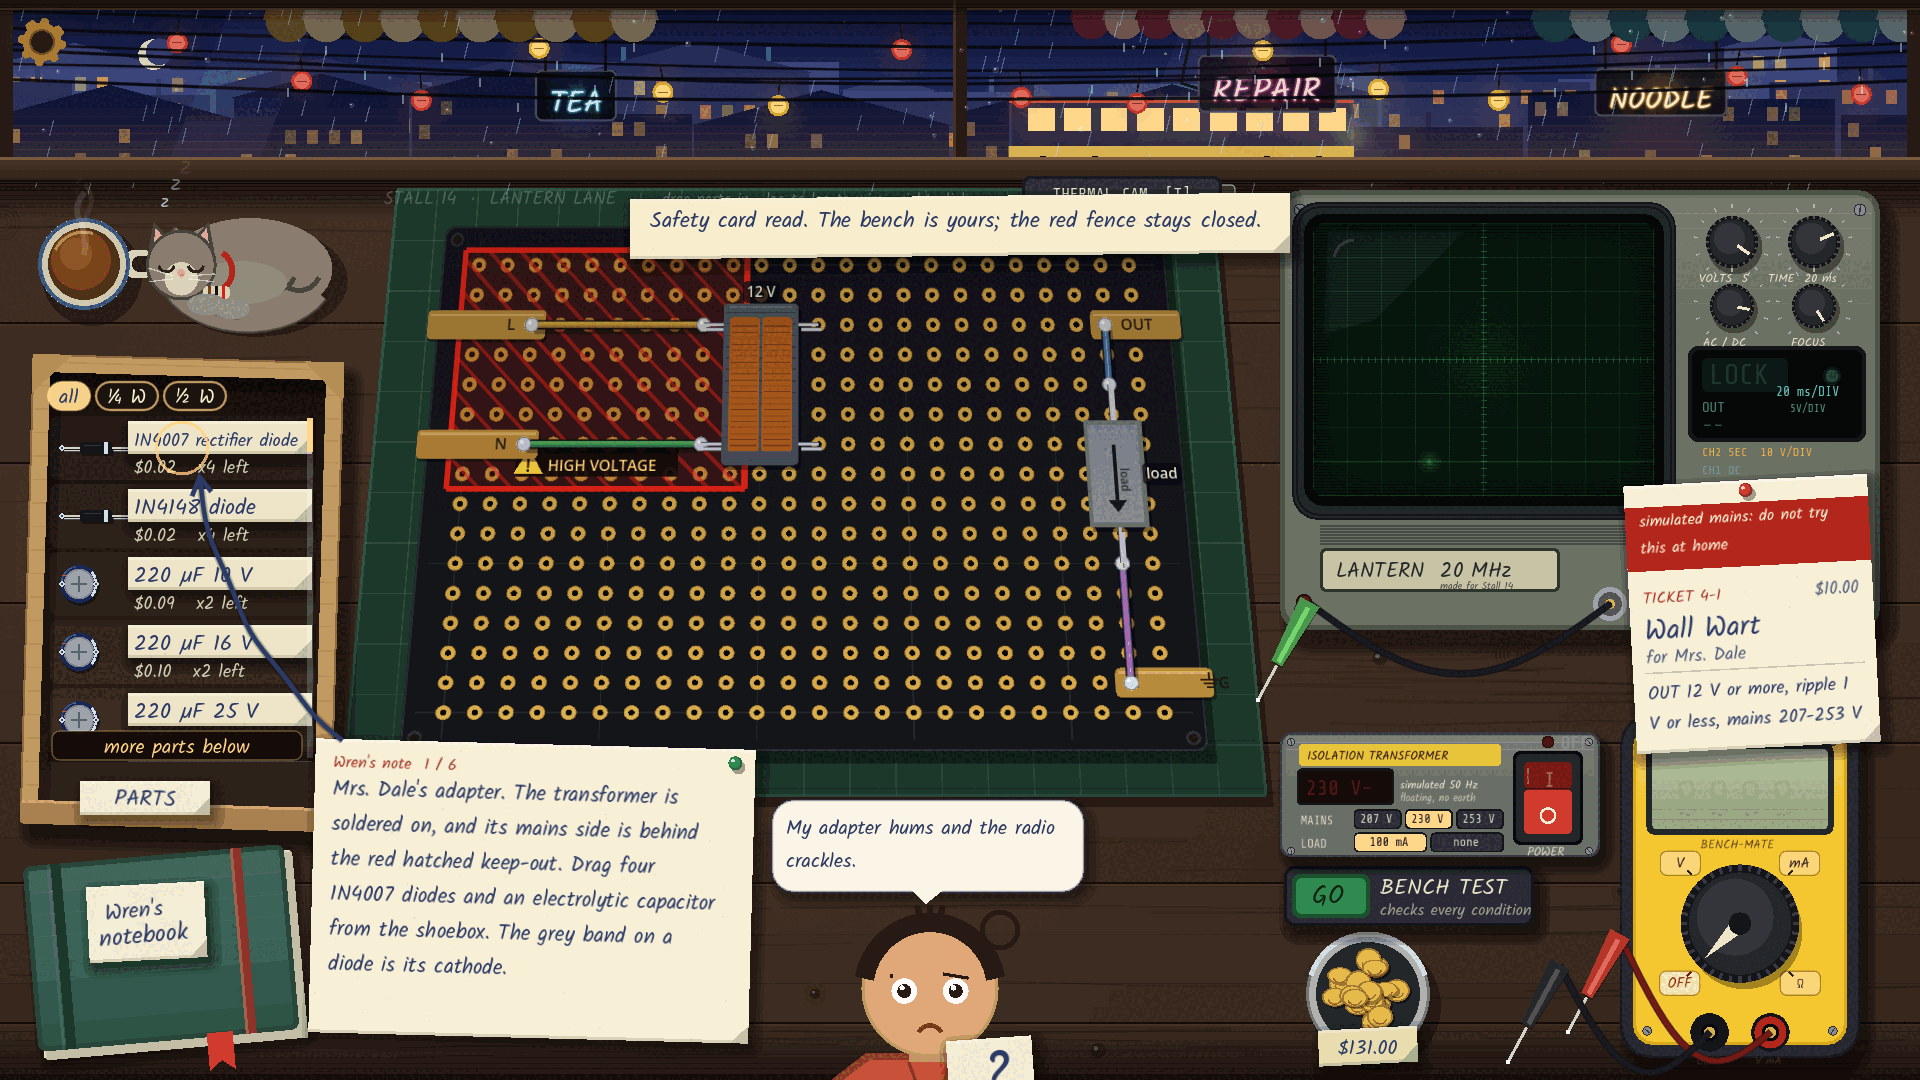 TEA
REPAIR
NOODLE
z
z
z
STALL 14 · LANTERN LANE
THERMAL CAM [T]
Safety card read. The bench is yours; the red fence stays closed.
12 V
L
OUT
N
HIGH VOLTAGE
load
load
G
all
¼ W
½ W
1N4007 rectifier diode
$0.02 x4 left
1N4148 diode
$0.02 x4 left
220 µF 10 V
$0.09 x2 left
220 µF 16 V
$0.10 x2 left
220 µF 25 V
more parts below
PARTS
Wren's
notebook
Wren's note 1 / 6
Mrs. Dale's adapter. The transformer is
soldered on, and its mains side is behind
the red hatched keep-out. Drag four
1N4007 diodes and an electrolytic capacitor
from the shoebox. The grey band on a
diode is its cathode.
My adapter hums and the radio
crackles.
?
VOLTS 5
TIME 20 ms
AC / DC
FOCUS
LOCK
20 ms/DIV
OUT
5V/DIV
--
CH2 SEC 10 V/DIV
CH1 DC
LANTERN 20 MHz
made for Stall 14
simulated mains: do not try
this at home
TICKET 4-1
$10.00
Wall Wart
for Mrs. Dale
OUT 12 V or more, ripple 1
V or less, mains 207-253 V
ISOLATION TRANSFORMER
OFF
230 V~
simulated 50 Hz
floating, no earth
MAINS
207 V
230 V
253 V
LOAD
100 mA
none
I
POWER
GO
BENCH TEST
checks every condition
$131.00
BENCH-MATE
V
mA
OFF
Ω
V mA